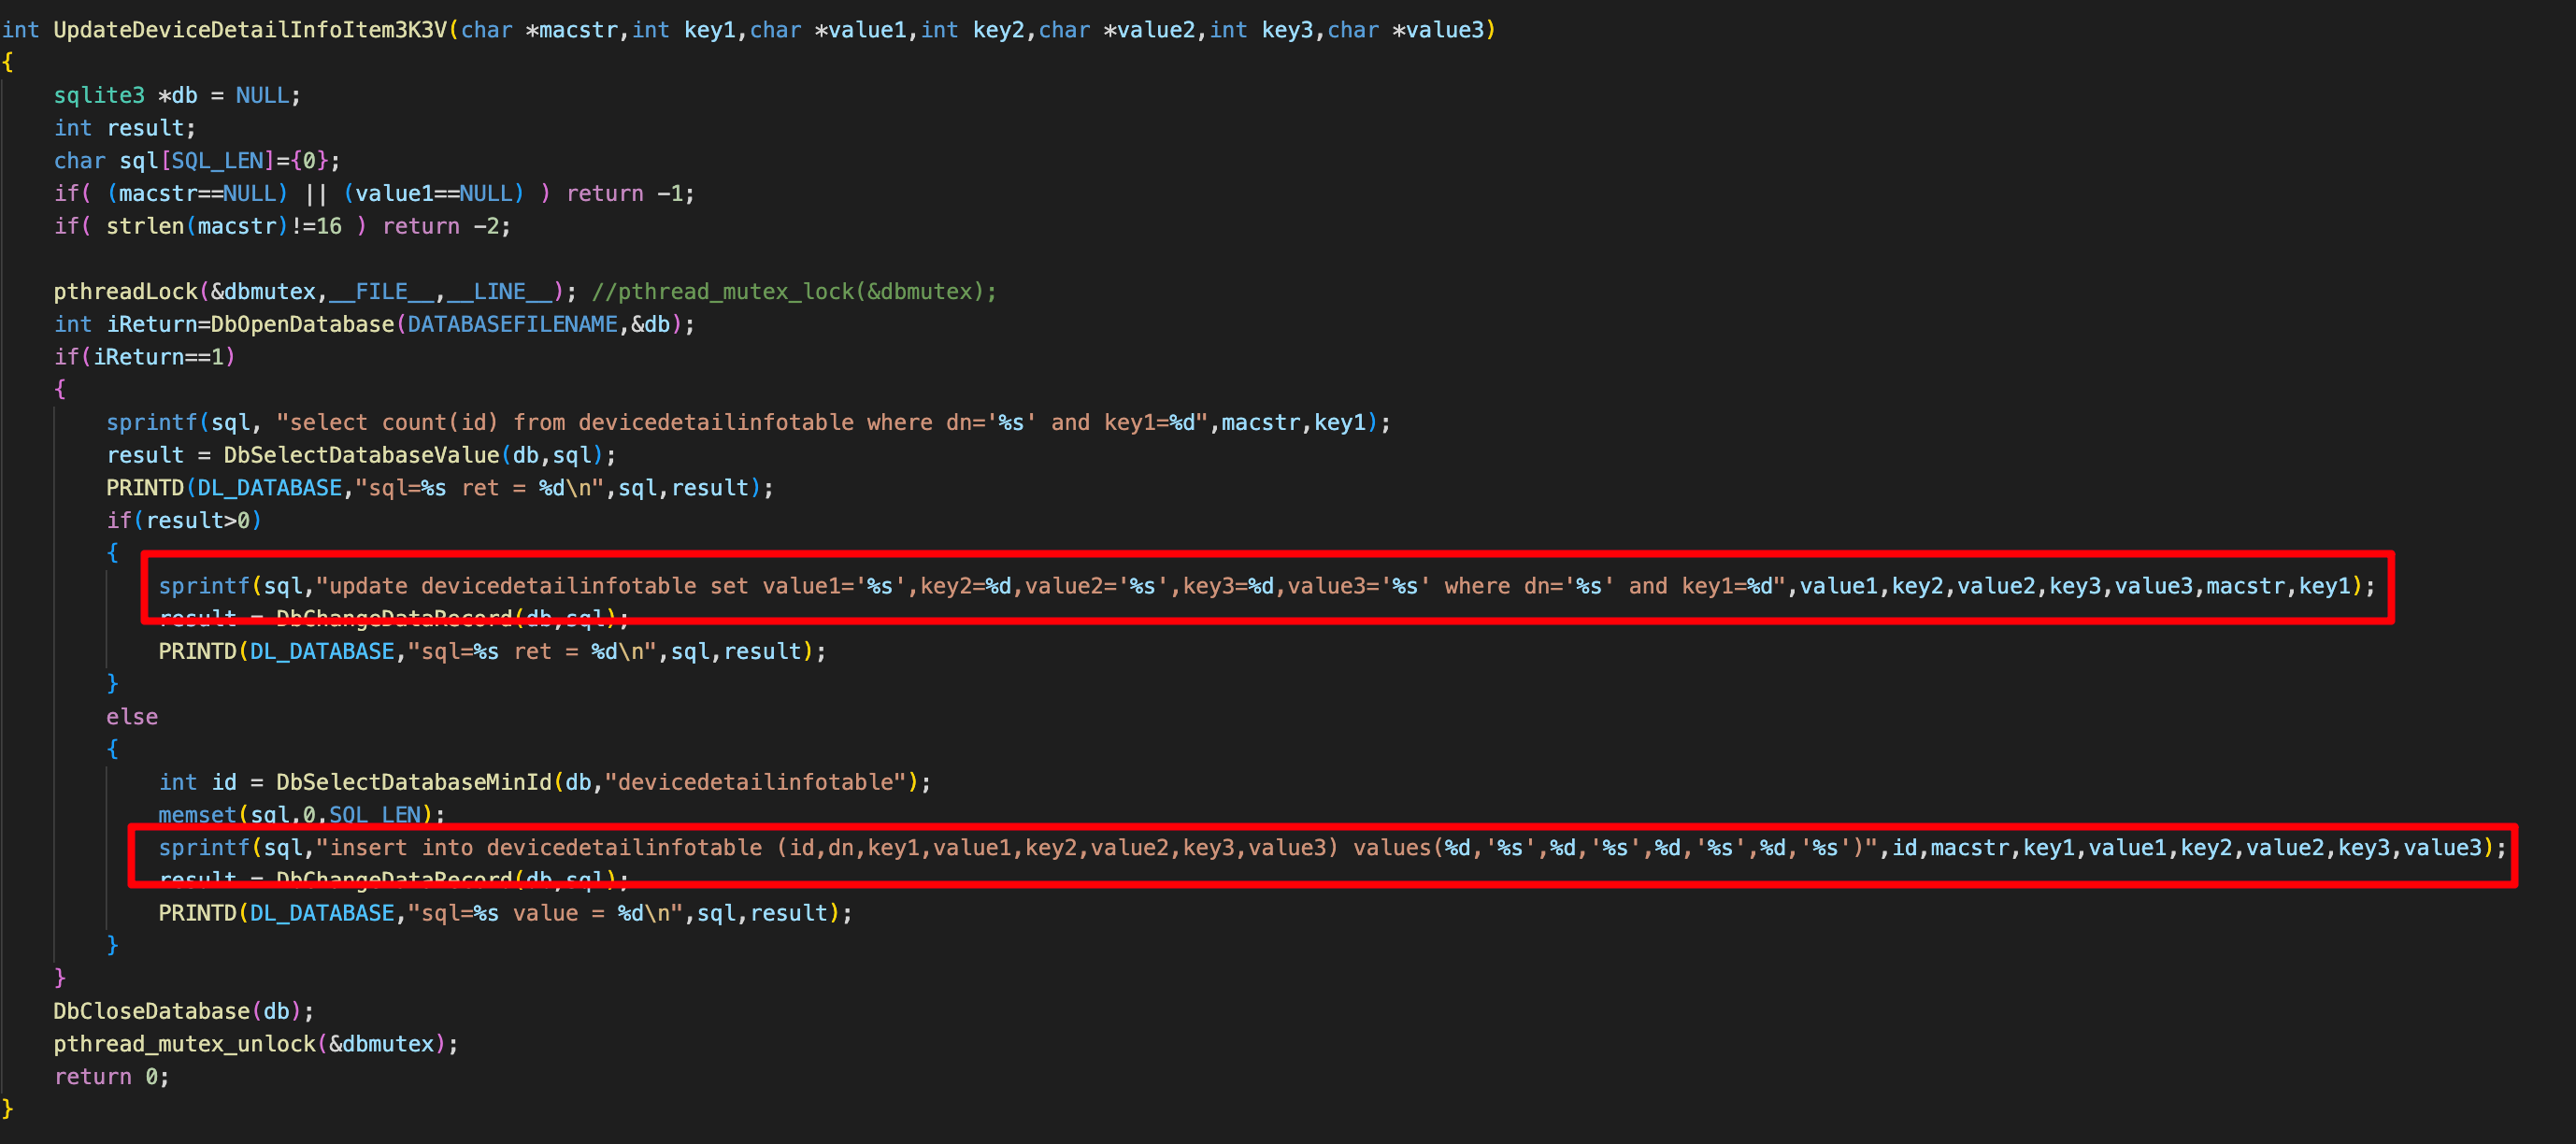 int UpdateDeviceDetailInfoItem3K3V(char *macstr,int key1,char *value1,int key2,char *value2,int key3,char *value3)
{
    sqlite3 *db = NULL;
    int result;
    char sql[SQL_LEN]={0};
    if( (macstr==NULL) || (value1==NULL) ) return -1;
    if( strlen(macstr)!=16 ) return -2;
    pthreadLock(&dbmutex,__FILE__,__LINE__); //pthread_mutex_lock(&dbmutex);
    int iReturn=DbOpenDatabase(DATABASEFILENAME,&db);
    if(iReturn==1)
    {
        sprintf(sql, "select count(id) from devicedetailinfotable where dn='%s' and key1=%d",macstr,key1);
        result = DbSelectDatabaseValue(db,sql);
        PRINTD(DL_DATABASE,"sql=%s ret = %d\n",sql,result);
        if(result>0)
        {
            sprintf(sql,"update devicedetailinfotable set value1='%s',key2=%d,value2='%s',key3=%d,value3='%s' where dn='%s' and key1=%d",value1,key2,value2,key3,value3,macstr,key1);
            result = DbChangeDataRecord(db,sql);
            PRINTD(DL_DATABASE,"sql=%s ret = %d\n",sql,result);
        }
        else
        {
            int id = DbSelectDatabaseMinId(db,"devicedetailinfotable");
            memset(sql,0,SQL_LEN);
            sprintf(sql,"insert into devicedetailinfotable (id,dn,key1,value1,key2,value2,key3,value3) values(%d,'%s',%d,'%s',%d,'%s',%d,'%s')",id,macstr,key1,value1,key2,value2,key3,value3);
            result = DbChangeDataRecord(db,sql);
            PRINTD(DL_DATABASE,"sql=%s value = %d\n",sql,result);
        }
    }
    DbCloseDatabase(db);
    pthread_mutex_unlock(&dbmutex);
    return 0;
}